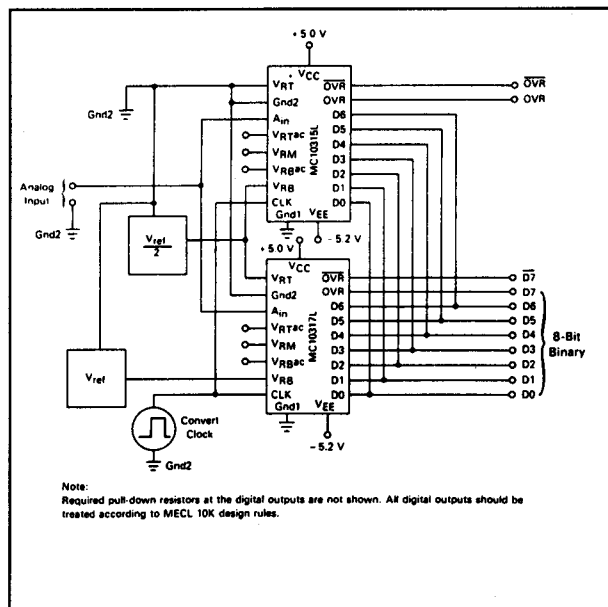 +5.0 V
VCC
VRT
Gnd2
Ain
VRTac
VRM
VRBac
VRB
CLK
Gnd1
VEE
MC10315L
OVR
OVR
D6
D5
D4
D3
D2
D1
D0
OVR
OVR
Gnd2
Analog
Input
Gnd2
Vref
2
-5.2 V
+5.0 V
VCC
VRT
Gnd2
Ain
VRTac
VRM
VRBac
VRB
CLK
Gnd1
VEE
MC10317L
OVR
OVR
D6
D5
D4
D3
D2
D1
D0
D7
D7
D6
D5
D4
D3
D2
D1
D0
8-Bit
Binary
Vref
Convert
Clock
Gnd2
-5.2 V
Note:
Required pull-down resistors at the digital outputs are not shown. All digital outputs should be
treated according to MECL 10K design rules.